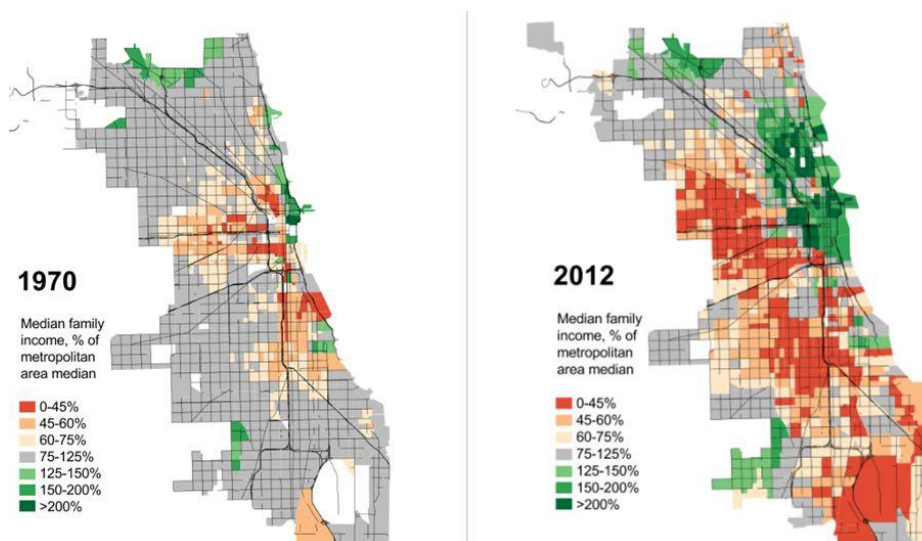 1970
Median family
income, % of
metropolitan
area median
0-45%
45-60%
60-75%
75-125%
125-150%
150-200%
>200%
2012
Median family
income, % of
metropolitan
area median
0-45%
45-60%
60-75%
75-125%
125-150%
150-200%
>200%